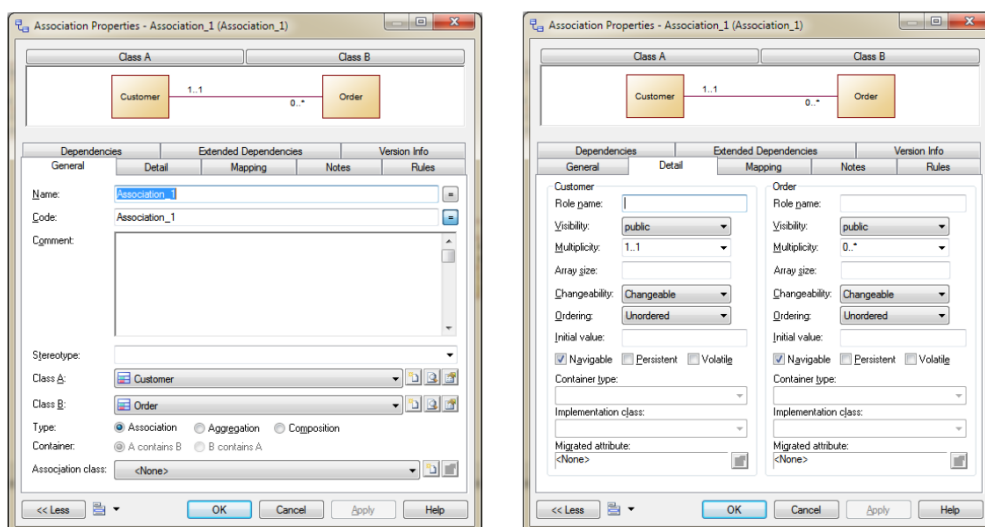 Association Properties - Association_1 (Association_1)
Class A Class B
Customer 1..1 0..* Order
Dependencies Extended Dependencies Version Info
General Detail Mapping Notes Rules
Name: Association_1 =
Code: Association_1 =
Comment:
Stereotype:
Class A: Customer
Class B: Order
Type: Association Aggregation Composition
Container: A contains B B contains A
Association class: <None>
<< Less OK Cancel Apply Help
Association Properties - Association_1 (Association_1)
Class A Class B
Customer 1..1 0..* Order
Dependencies Extended Dependencies Version Info
General Detail Mapping Notes Rules
Customer Order
Role name: Role name:
Visibility: public Visibility: public
Multiplicity: 1..1 Multiplicity: 0..*
Array size: Array size:
Changeability: Changeable Changeability: Changeable
Ordering: Unordered Ordering: Unordered
Initial value: Initial value:
Navigable Persistent Volatile Navigable Persistent Volatile
Container type: Container type:
Implementation class: Implementation class:
Migrated attribute: Migrated attribute:
<None> <None>
<< Less OK Cancel Apply Help